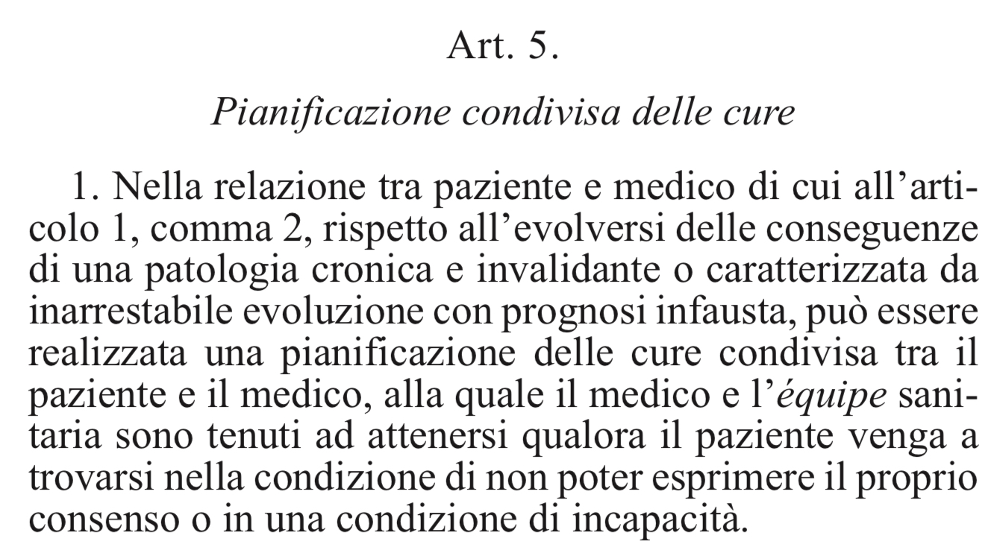 Art. 5.
Pianificazione condivisa delle cure
1. Nella relazione tra paziente e medico di cui all’arti-
colo 1, comma 2, rispetto all’evolversi delle conseguenze
di una patologia cronica e invalidante o caratterizzata da
inarrestabile evoluzione con prognosi infausta, può essere
realizzata una pianificazione delle cure condivisa tra il
paziente e il medico, alla quale il medico e l’équipe sani-
taria sono tenuti ad attenersi qualora il paziente venga a
trovarsi nella condizione di non poter esprimere il proprio
consenso o in una condizione di incapacità.